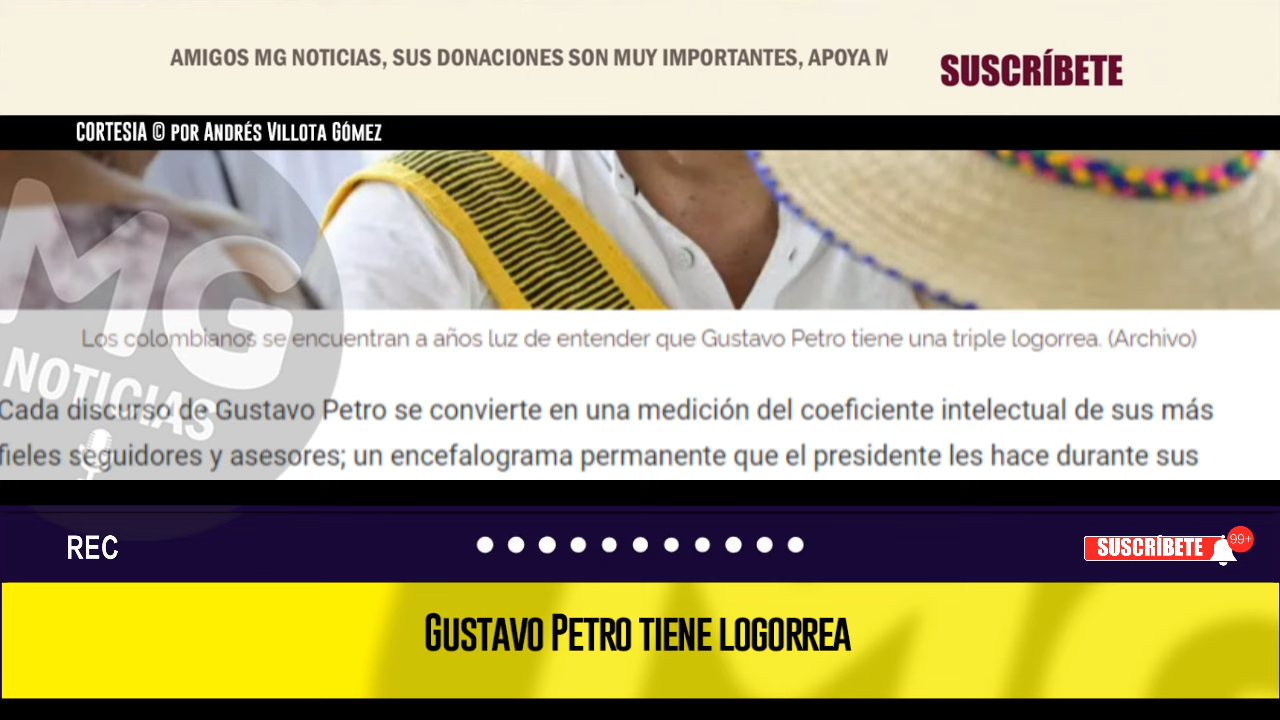 AMIGOS MG NOTICIAS, SUS DONACIONES SON MUY IMPORTANTES, APOYA M
SUSCRÍBETE
CORTESIA © POR ANDRÉS VILLOTA GÓMEZ
MG
NOTICIAS
Los colombianos se encuentran a años luz de entender que Gustavo Petro tiene una triple logorrea. (Archivo)
Cada discurso de Gustavo Petro se convierte en una medición del coeficiente intelectual de sus más
fieles seguidores y asesores; un encefalograma permanente que el presidente les hace durante sus
REC
SUSCRÍBETE
99+
GUSTAVO PETRO TIENE LOGORREA